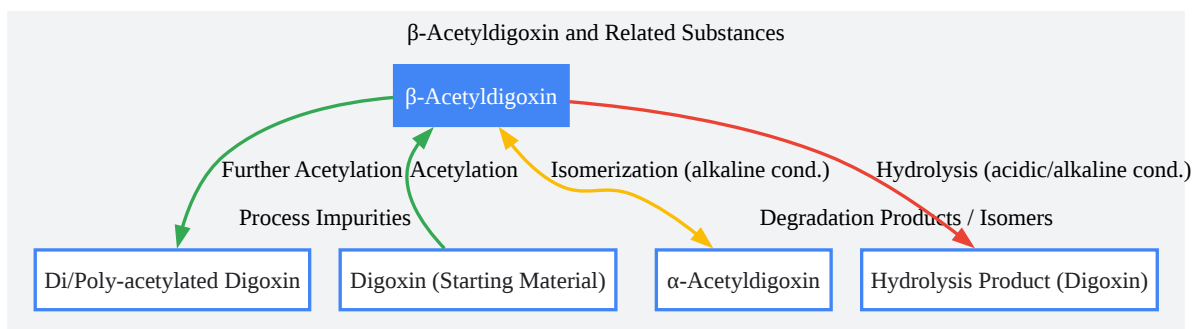 β-Acetyldigoxin and Related Substances
β-Acetyldigoxin
Further Acetylation
Acetylation
Isomerization (alkaline cond.)
Hydrolysis (acidic/alkaline cond.)
Process Impurities
Degradation Products / Isomers
Di/Poly-acetylated Digoxin
Digoxin (Starting Material)
α-Acetyldigoxin
Hydrolysis Product (Digoxin)